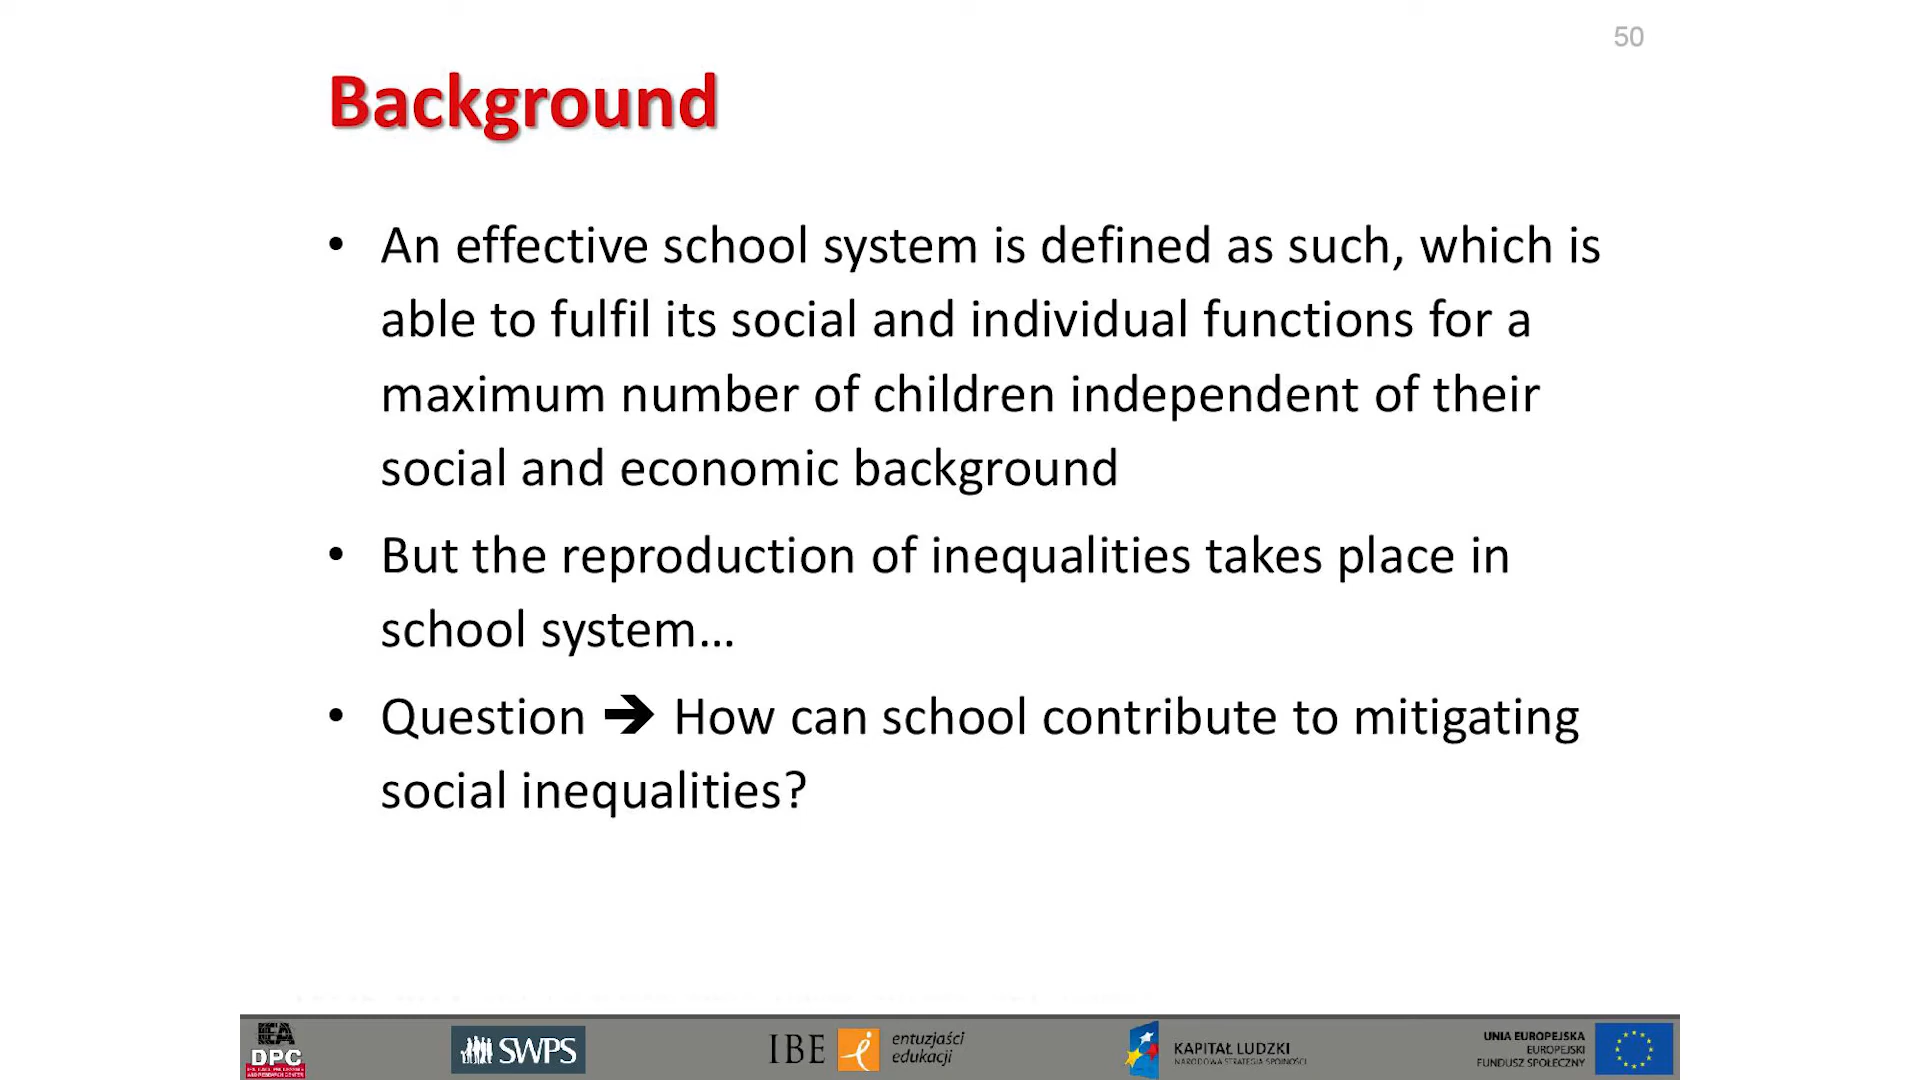 50
Background
• An effective school system is defined as such, which is
able to fulfil its social and individual functions for a
maximum number of children independent of their
social and economic background
• But the reproduction of inequalities takes place in
school system...
• Question ➔ How can school contribute to mitigating
social inequalities?
IEA
DPC
SWPS
IBE
entuzjaści
edukacji
KAPITAŁ LUDZKI
NARODOWA STRATEGIA SPÓJNOŚCI
UNIA EUROPEJSKA
EUROPEJSKI
FUNDUSZ SPOŁECZNY